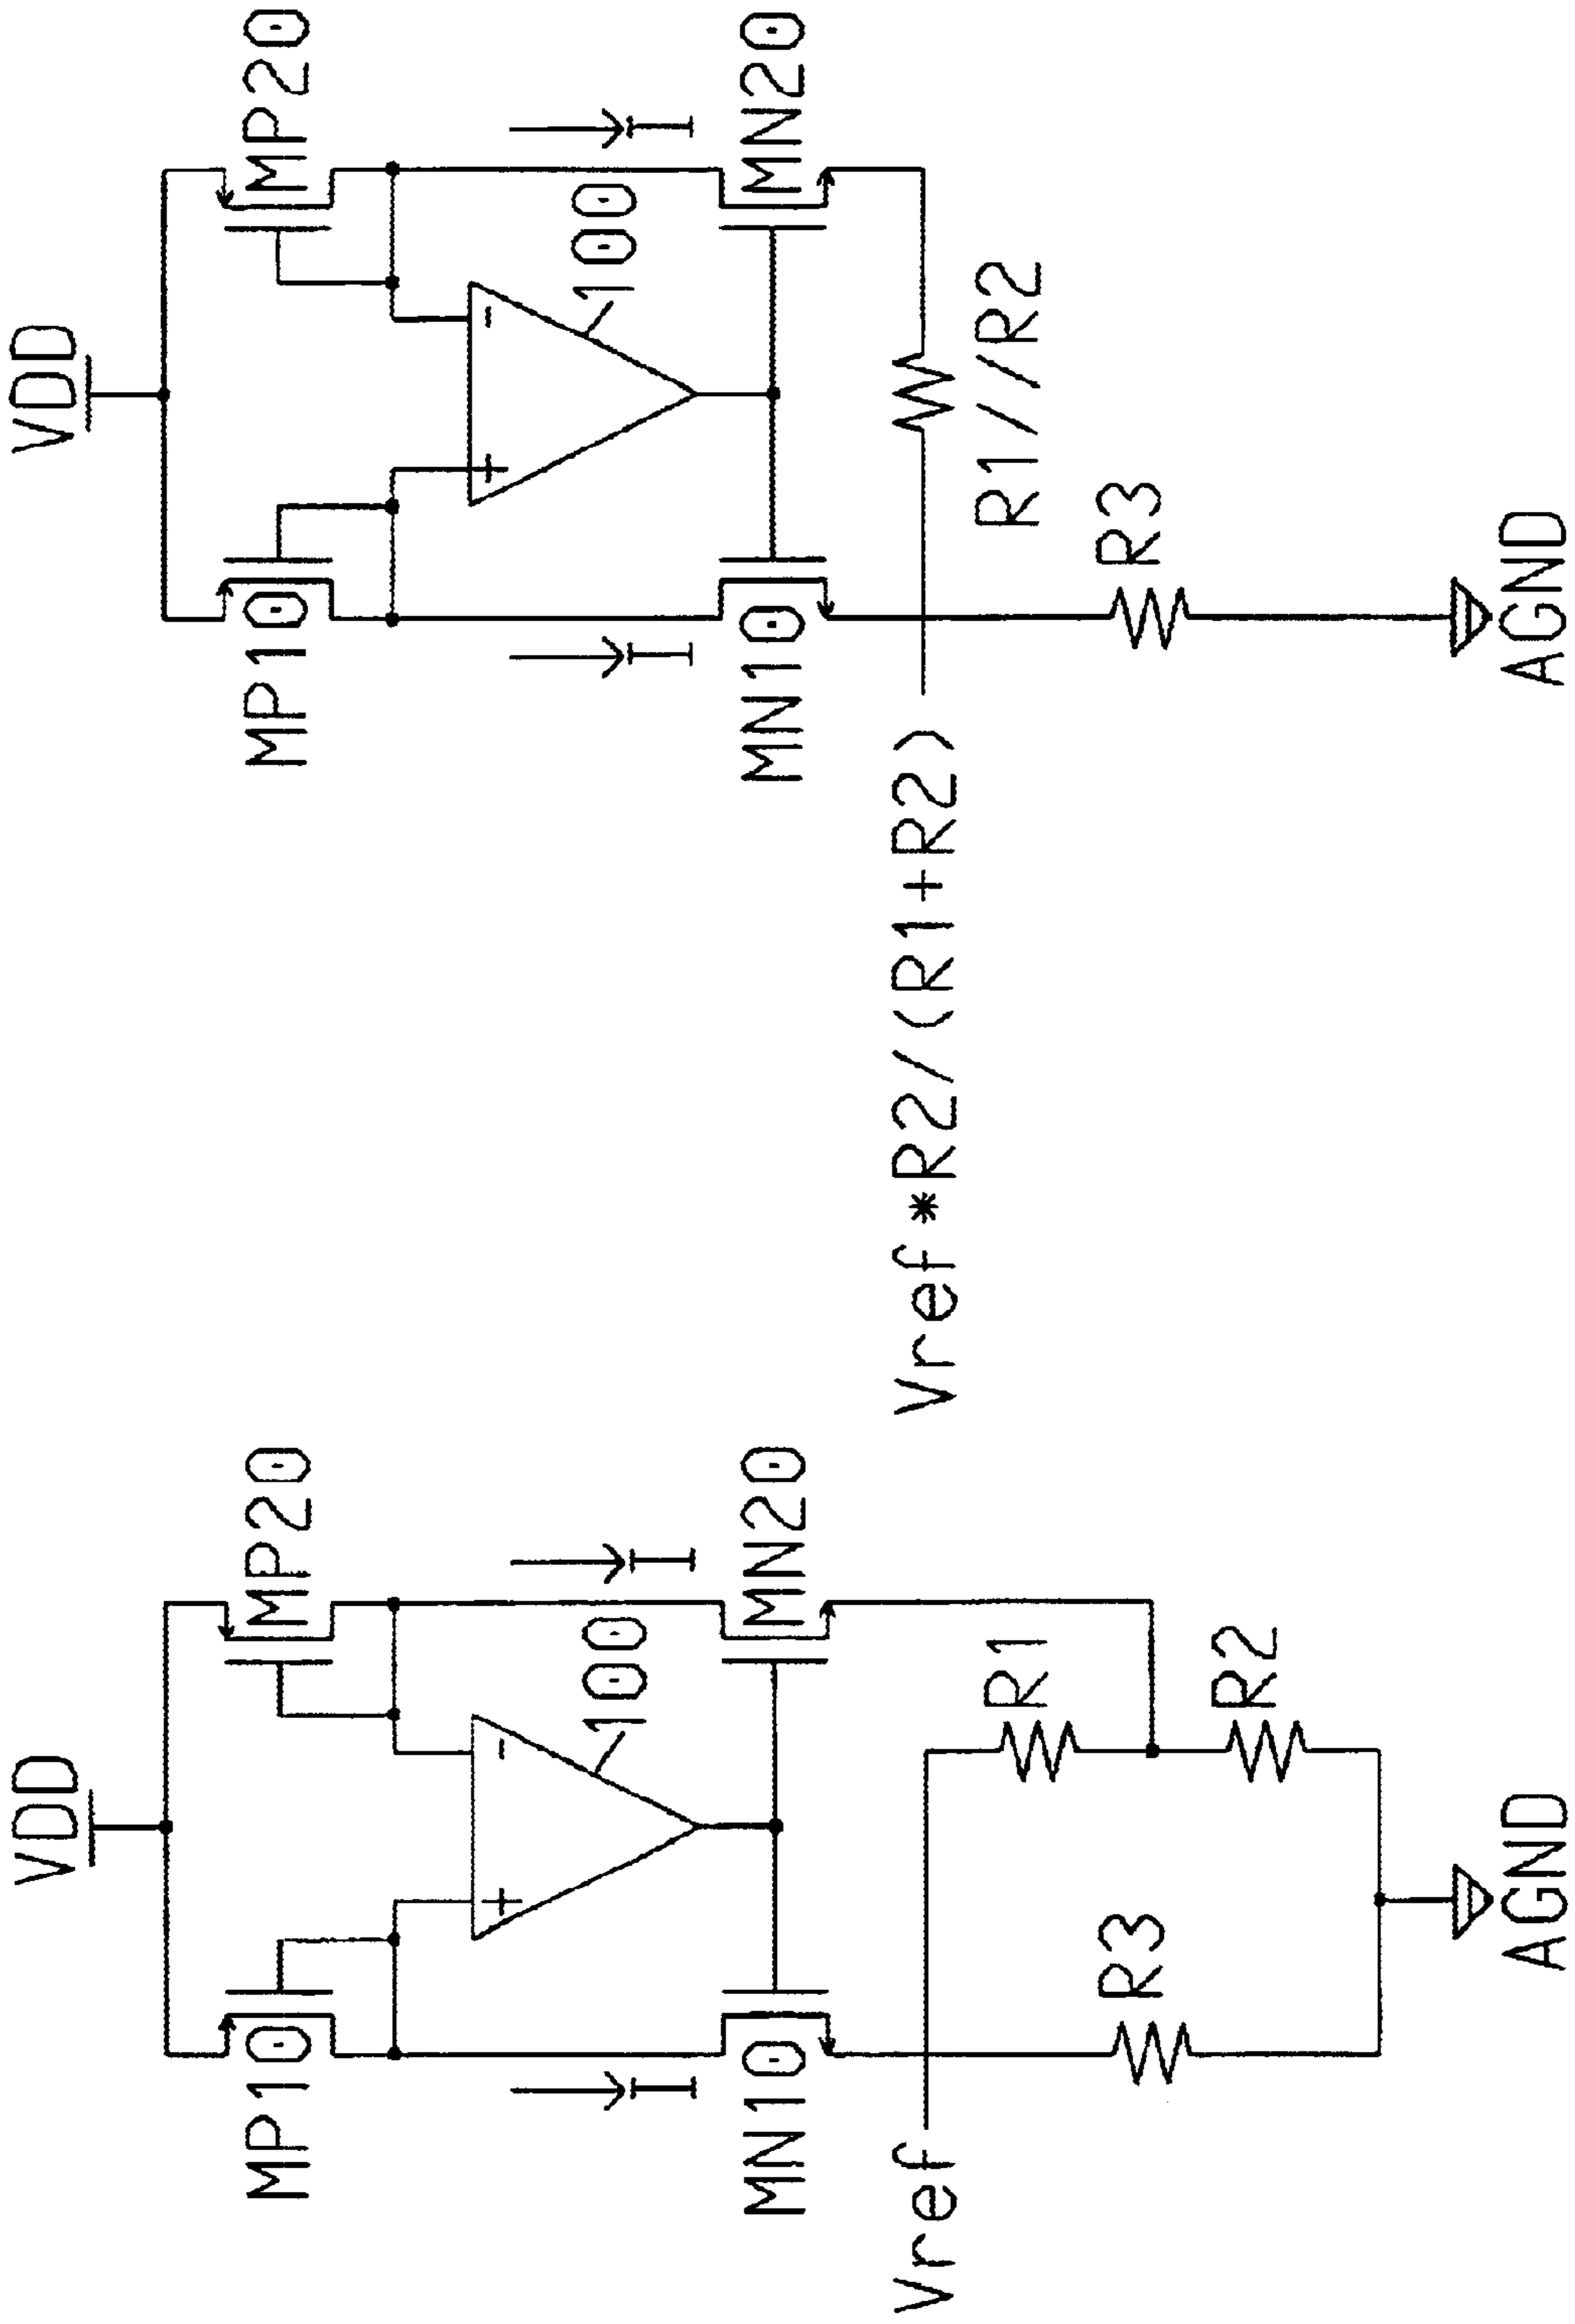 VDD
MP10
MP20
100
I
I
MN10
MN20
Vref
R1
R3
R2
AGND
VDD
MP10
MP20
100
I
I
MN10
MN20
Vref*R2/(R1+R2)
R1//R2
R3
AGND